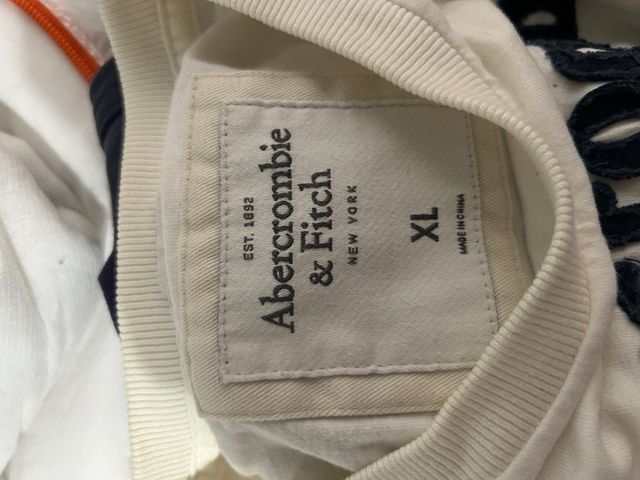 EST. 1892
Abercrombie
& Fitch
NEW YORK
XL
MADE IN CHINA